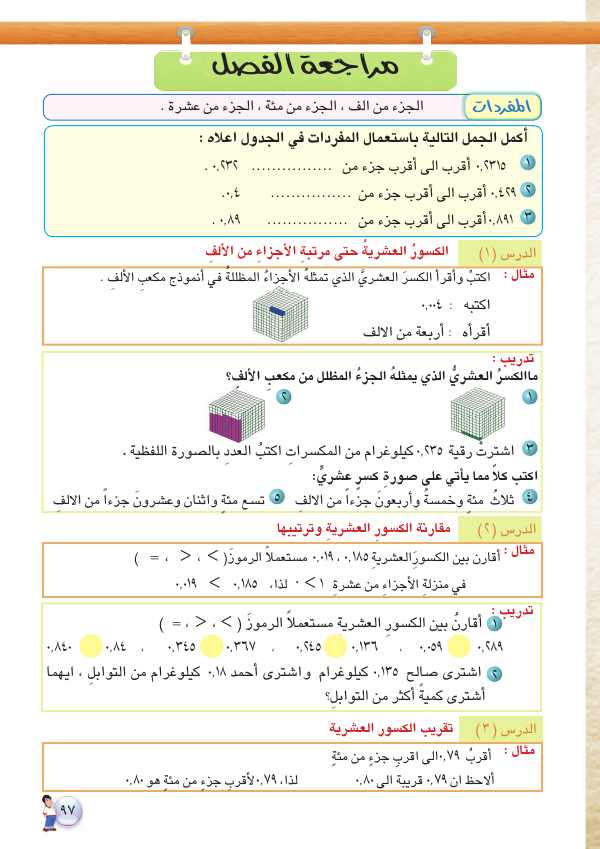 مراجعة الفصل
المفردات
الجزء من الف ، الجزء من مئة ، الجزء من عشرة .
أكمل الجمل التالية باستعمال المفردات في الجدول اعلاه :
١ ٠,٢٣١٥ أقرب الى أقرب جزء من ................ ٠,٢٣٢ .
٢ ٠,٤٢٩ أقرب الى أقرب جزء من ................ ٠,٤.
٣ ٠,٨٩١أقرب الى أقرب جزء من ................ ٠,٨٩ .
الدرس (١) الكسورُ العشريةُ حتى مرتبةِ الأجزاءِ من الألفِ
مثال : اكتبُ وأقرأ الكسرَ العشريَّ الذي تمثلهُ الأجزاءُ المظللةُ في أنموذجِ مكعبِ الألفِ .
اكتبه : ٠,٠٠٤
أقرأه : أربعة من الالف
تدريب :
ماالكسرُ العشريُّ الذي يمثلهُ الجزءُ المظلل من مكعبِ الألفِ؟
١ ٢
٣ اشترتْ رقية ٠,٢٣٥ كيلوغرام من المكسراتِ اكتبُ العددِ بالصورة اللفظية .
اكتب كلاً مما يأتي على صورةِ كسرٍ عشريٍّ:
٤ ثلاثُ مئةٍ وخمسةُ وأربعونَ جزءاً من الالفِ ٥ تسع مئةٍ واثنان وعشرونَ جزءاً من الالفِ
الدرس (٢) مقارنة الكسور العشريةِ وترتيبها
مثال : أقارن بين الكسورِالعشريةِ ٠,١٨٥ ، ٠,٠١٩ مستعملاً الرموزَ( < ، > ، = )
في منزلةِ الأجزاءِ من عشرةِ ١ > ٠ لذا، ٠,١٨٥ > ٠,٠١٩
تدريب:
١ أقارنُ بين الكسورِ العشرية مستعملاً الرموزَ ( < ، > ، = )
٠,٢٨٩ ٠,٠٥٩ ، ٠,١٣٦ ٠,٢٤٥ ، ٠,٣٦٧ ٠,٣٤٥ ، ٠,٨٤ ٠,٨٤٠
٢ اشترى صالح ٠,١٣٥ كيلوغرام واشترى أحمد ٠,١٨ كيلوغرام من التوابلِ ، ايهما
أشترى كميةً أكثر من التوابلِ؟
الدرس (٣) تقريب الكسور العشرية
مثال : أقربُ ٠,٧٩الى اقربِ جزءٍ من مئةٍ
ألاحظ ان ٠,٧٩ قريبة الى ٠,٨٠ لذا، ٠,٧٩لأقربِ جزءٍ من مئةٍ هو ٠,٨٠
٩٧